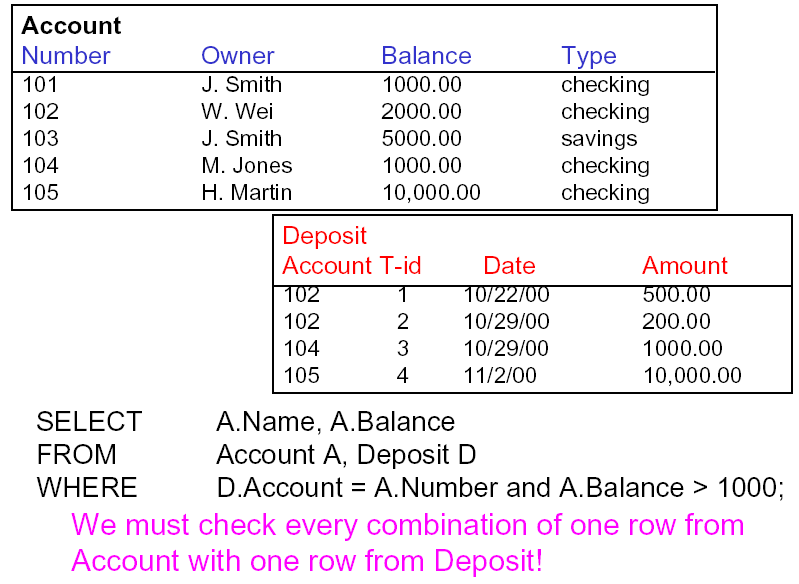 Account
Number Owner Balance Type
101 J. Smith 1000.00 checking
102 W. Wei 2000.00 checking
103 J. Smith 5000.00 savings
104 M. Jones 1000.00 checking
105 H. Martin 10,000.00 checking
Deposit
Account T-id Date Amount
102 1 10/22/00 500.00
102 2 10/29/00 200.00
104 3 10/29/00 1000.00
105 4 11/2/00 10,000.00
SELECT A.Name, A.Balance
FROM Account A, Deposit D
WHERE D.Account = A.Number and A.Balance > 1000;
We must check every combination of one row from
Account with one row from Deposit!